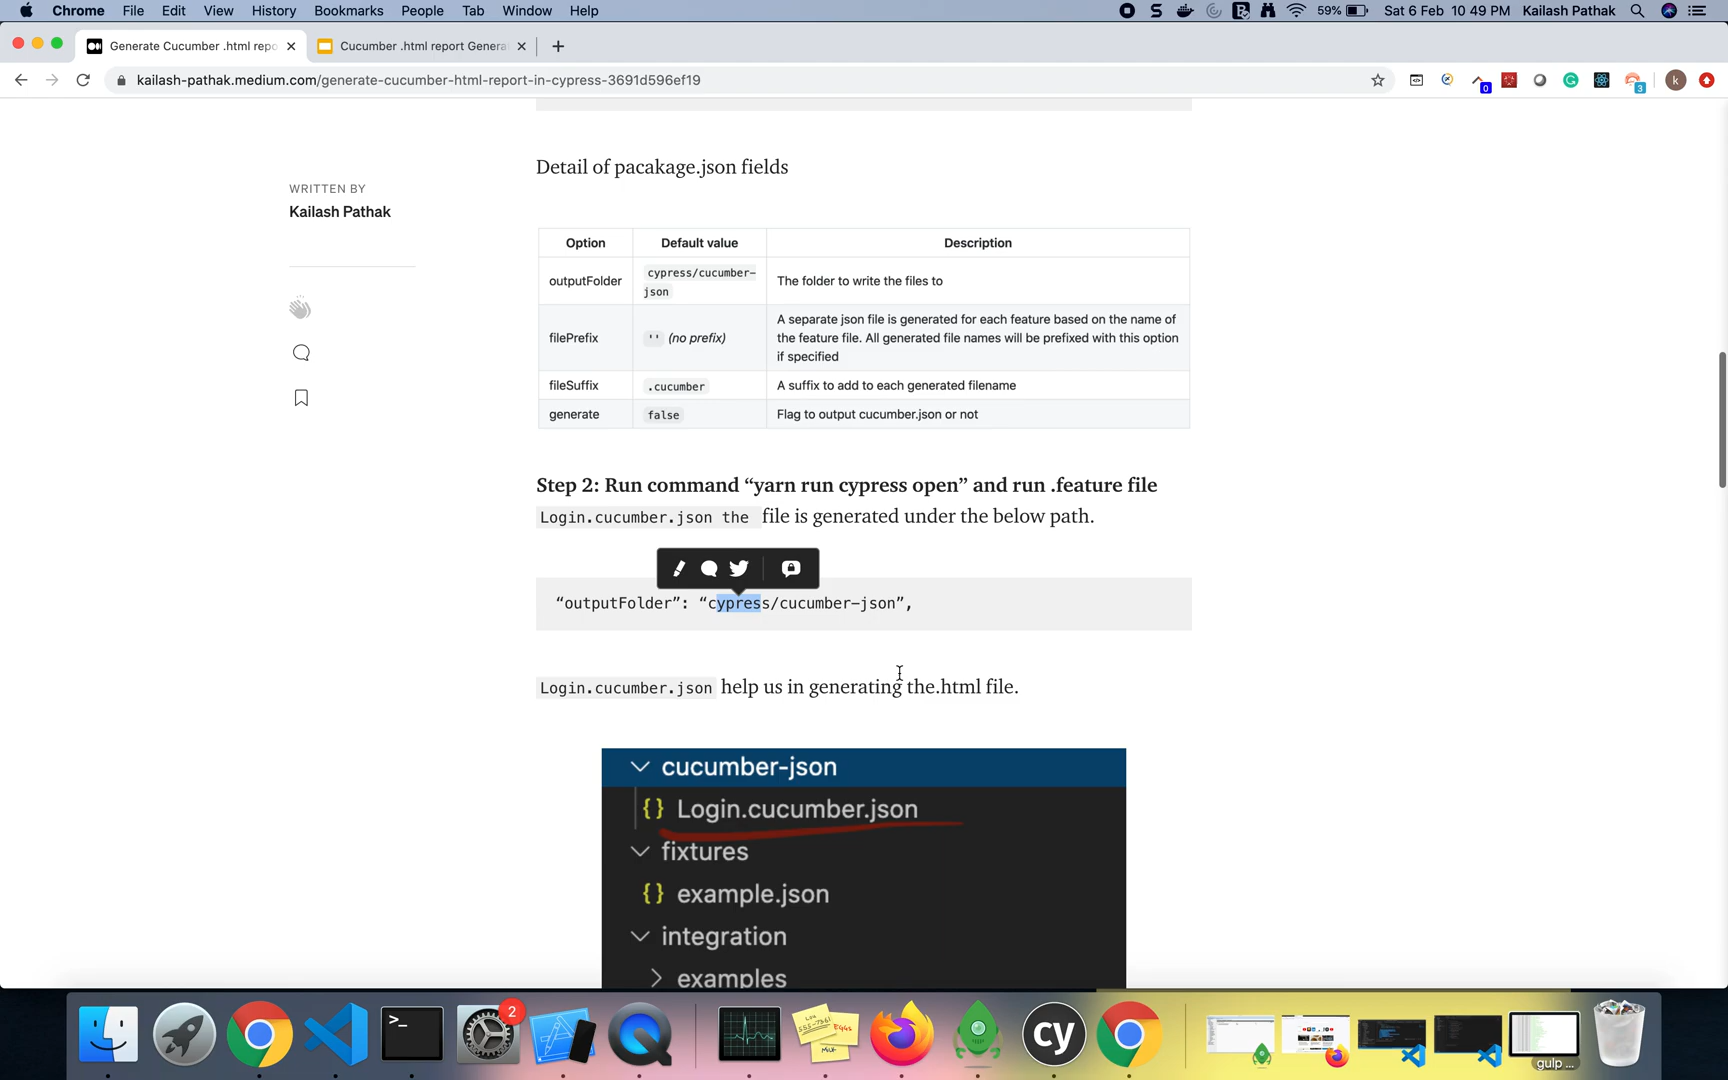 Chrome File Edit View History Bookmarks People Tab Window Help 59% Sat 6 Feb 10 49 PM Kailash Pathak
Generate Cucumber .html repo Cucumber .html report Genera
kailash-pathak.medium.com/generate-cucumber-html-report-in-cypress-3691d596ef19 0 3 k
Detail of pacakage.json fields
WRITTEN BY
Kailash Pathak
Option Default value Description
outputFolder cypress/cucumber-json The folder to write the files to
filePrefix '' (no prefix) A separate json file is generated for each feature based on the name of
the feature file. All generated file names will be prefixed with this option
if specified
fileSuffix .cucumber A suffix to add to each generated filename
generate false Flag to output cucumber.json or not
Step 2: Run command “yarn run cypress open” and run .feature file
Login.cucumber.json the file is generated under the below path.
“outputFolder”: “cypress/cucumber-json”,
Login.cucumber.json help us in generating the.html file.
cucumber-json
{} Login.cucumber.json
fixtures
{} example.json
integration
examples
2
>_
EGGS
MILK
cy
gulp ...